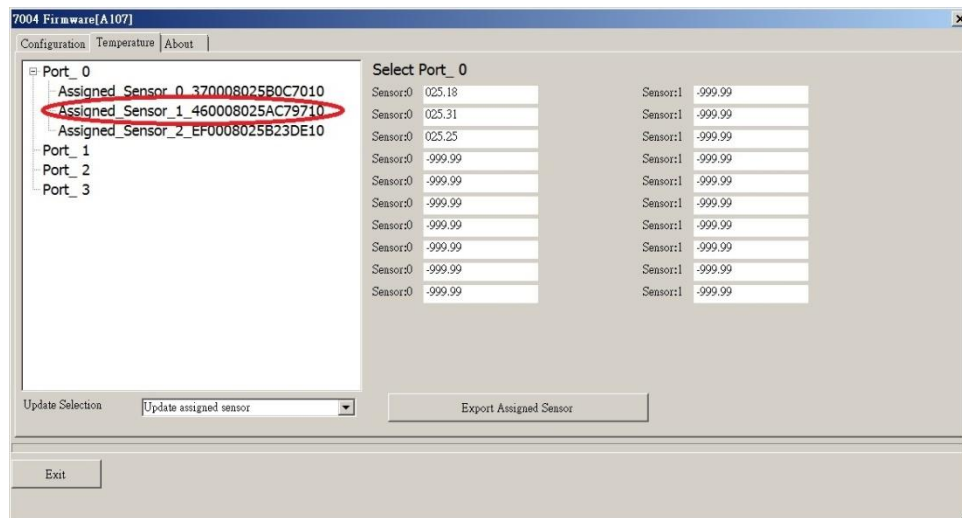 7004 Firmware[A107]
Configuration Temperature About
Port_ 0
Assigned_Sensor_0_370008025B0C7010
Assigned_Sensor_1_460008025AC79710
Assigned_Sensor_2_EF0008025B23DE10
Port_ 1
Port_ 2
Port_ 3
Select Port_ 0
Sensor:0 025.18 Sensor:1 -999.99
Sensor:0 025.31 Sensor:1 -999.99
Sensor:0 025.25 Sensor:1 -999.99
Sensor:0 -999.99 Sensor:1 -999.99
Sensor:0 -999.99 Sensor:1 -999.99
Sensor:0 -999.99 Sensor:1 -999.99
Sensor:0 -999.99 Sensor:1 -999.99
Sensor:0 -999.99 Sensor:1 -999.99
Sensor:0 -999.99 Sensor:1 -999.99
Sensor:0 -999.99 Sensor:1 -999.99
Update Selection Update assigned sensor
Export Assigned Sensor
Exit